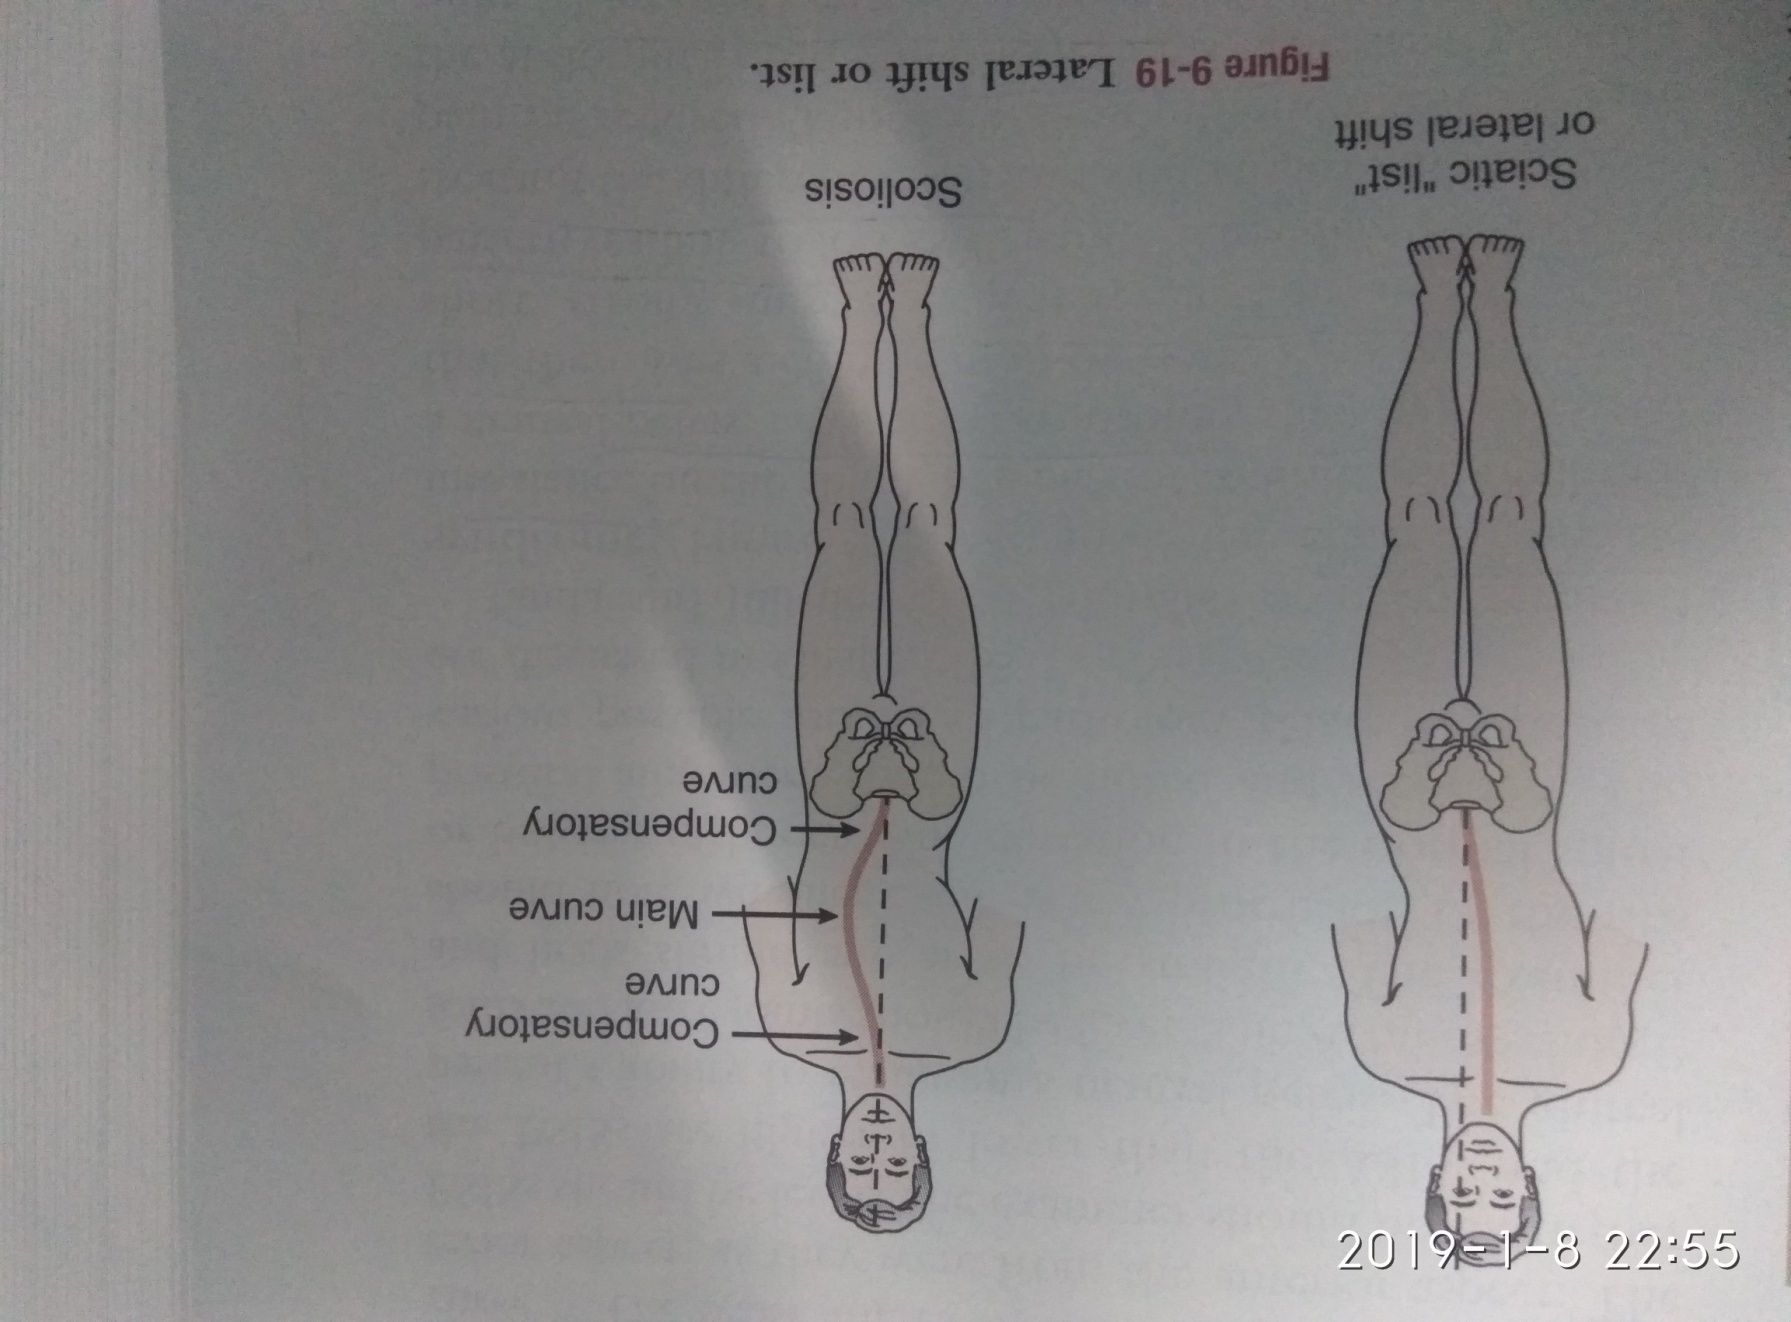 Compensatory
curve
Main curve
Compensatory
curve
Sciatic "list"
or lateral shift
Scoliosis
Figure 9-19 Lateral shift or list.
2019-1-8 22:55